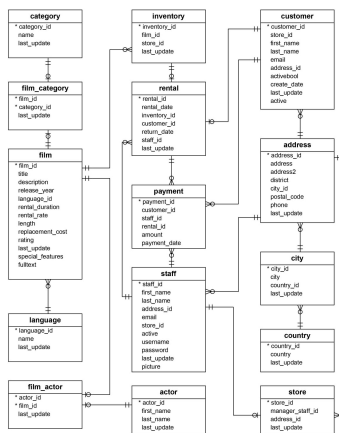 category
* category_id
name
last_update
film_category
* film_id
* category_id
last_update
film
* film_id
title
description
release_year
language_id
rental_duration
rental_rate
length
replacement_cost
rating
last_update
special_features
fulltext
language
* language_id
name
last_update
film_actor
* actor_id
* film_id
last_update
inventory
* inventory_id
film_id
store_id
last_update
rental
* rental_id
rental_date
inventory_id
customer_id
return_date
staff_id
last_update
payment
* payment_id
customer_id
staff_id
rental_id
amount
payment_date
staff
* staff_id
first_name
last_name
address_id
email
store_id
active
username
password
last_update
picture
actor
* actor_id
first_name
last_name
last_update
customer
* customer_id
store_id
first_name
last_name
email
address_id
activebool
create_date
last_update
active
address
* address_id
address
address2
district
city_id
postal_code
phone
last_update
city
* city_id
city
country_id
last_update
country
* country_id
country
last_update
store
* store_id
manager_staff_id
address_id
last_update